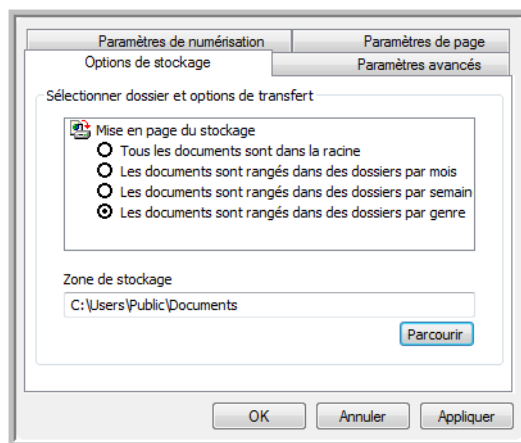 Paramètres de numérisation Paramètres de page
Options de stockage Paramètres avancés
Sélectionner dossier et options de transfert
Mise en page du stockage
Tous les documents sont dans la racine
Les documents sont rangés dans des dossiers par mois
Les documents sont rangés dans des dossiers par semain
Les documents sont rangés dans des dossiers par genre
Zone de stockage
C:\Users\Public\Documents
Parcourir
OK Annuler Appliquer